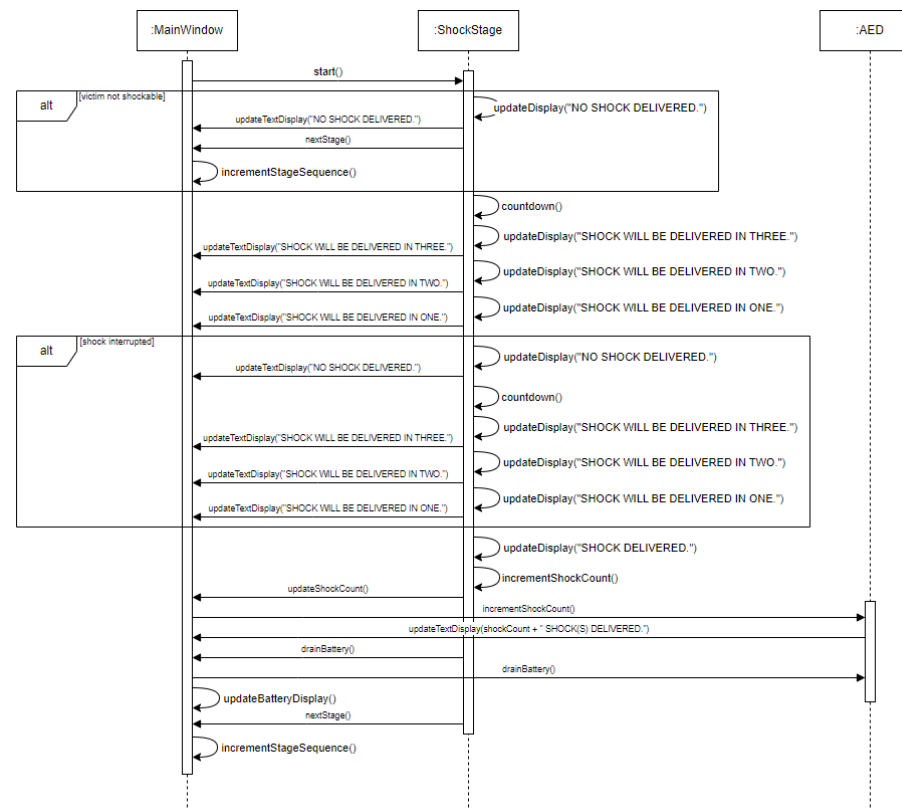 :MainWindow
:ShockStage
:AED
start()
alt
[victim not shockable]
updateDisplay("NO SHOCK DELIVERED.")
updateTextDisplay("NO SHOCK DELIVERED.")
nextStage()
incrementStageSequence()
countdown()
updateDisplay("SHOCK WILL BE DELIVERED IN THREE.")
updateTextDisplay("SHOCK WILL BE DELIVERED IN THREE.")
updateDisplay("SHOCK WILL BE DELIVERED IN TWO.")
updateTextDisplay("SHOCK WILL BE DELIVERED IN TWO.")
updateDisplay("SHOCK WILL BE DELIVERED IN ONE.")
updateTextDisplay("SHOCK WILL BE DELIVERED IN ONE.")
alt
[shock interrupted]
updateDisplay("NO SHOCK DELIVERED.")
updateTextDisplay("NO SHOCK DELIVERED.")
countdown()
updateDisplay("SHOCK WILL BE DELIVERED IN THREE.")
updateTextDisplay("SHOCK WILL BE DELIVERED IN THREE.")
updateDisplay("SHOCK WILL BE DELIVERED IN TWO.")
updateTextDisplay("SHOCK WILL BE DELIVERED IN TWO.")
updateDisplay("SHOCK WILL BE DELIVERED IN ONE.")
updateTextDisplay("SHOCK WILL BE DELIVERED IN ONE.")
updateDisplay("SHOCK DELIVERED.")
incrementShockCount()
updateShockCount()
incrementShockCount()
updateTextDisplay(shockCount + " SHOCK(S) DELIVERED.")
drainBattery()
drainBattery()
updateBatteryDisplay()
nextStage()
incrementStageSequence()